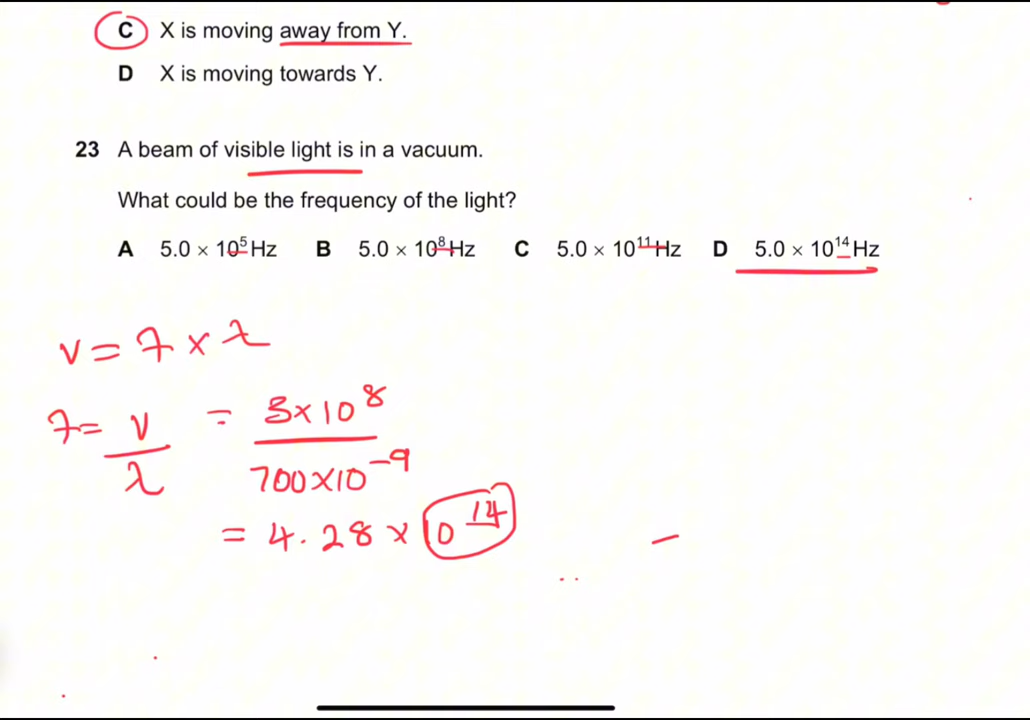 C X is moving away from Y.
D X is moving towards Y.
23 A beam of visible light is in a vacuum.
What could be the frequency of the light?
A 5.0 × 10⁵ Hz B 5.0 × 10⁸ Hz C 5.0 × 10¹¹ Hz D 5.0 × 10¹⁴ Hz
v = f × λ
f = v/λ = 3×10⁸/700×10⁻⁹
= 4.28 × 10¹⁴